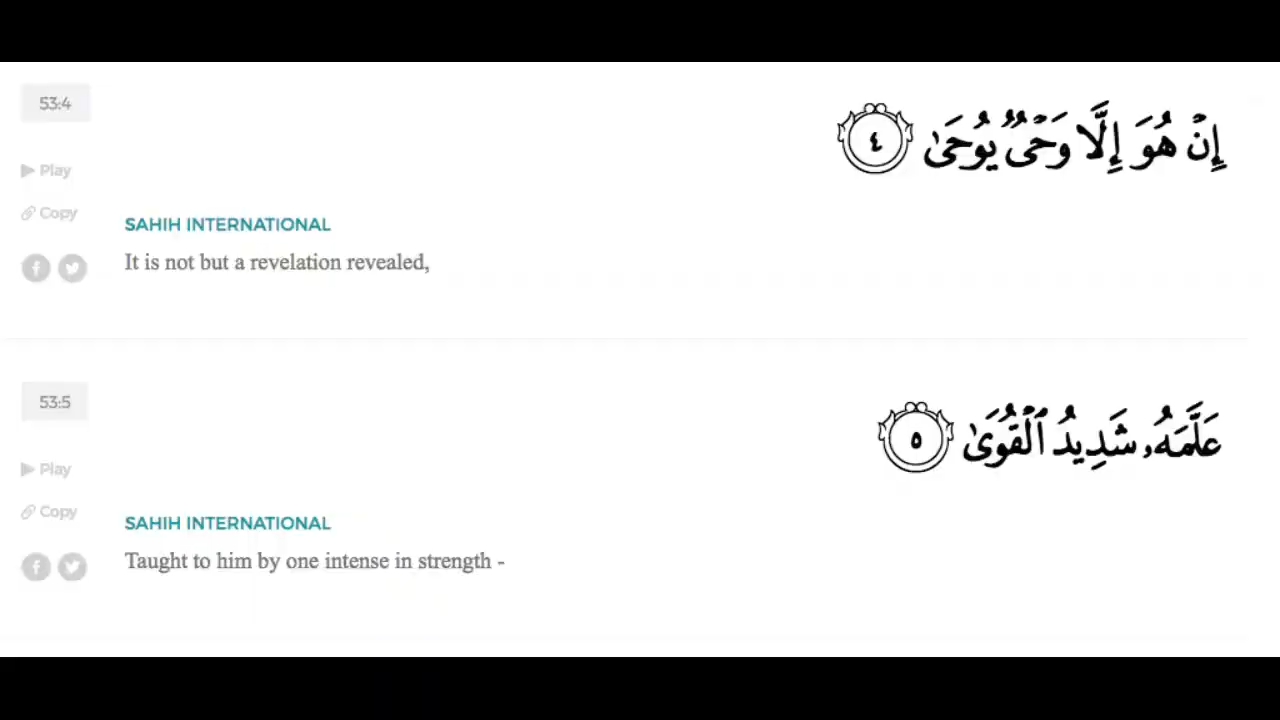 53:4
إِنْ هُوَ إِلَّا وَحْىٌ يُوحَىٰ ٤
Play
Copy
SAHIH INTERNATIONAL
It is not but a revelation revealed,
53:5
عَلَّمَهُۥ شَدِيدُ ٱلْقُوَىٰ ٥
Play
Copy
SAHIH INTERNATIONAL
Taught to him by one intense in strength -